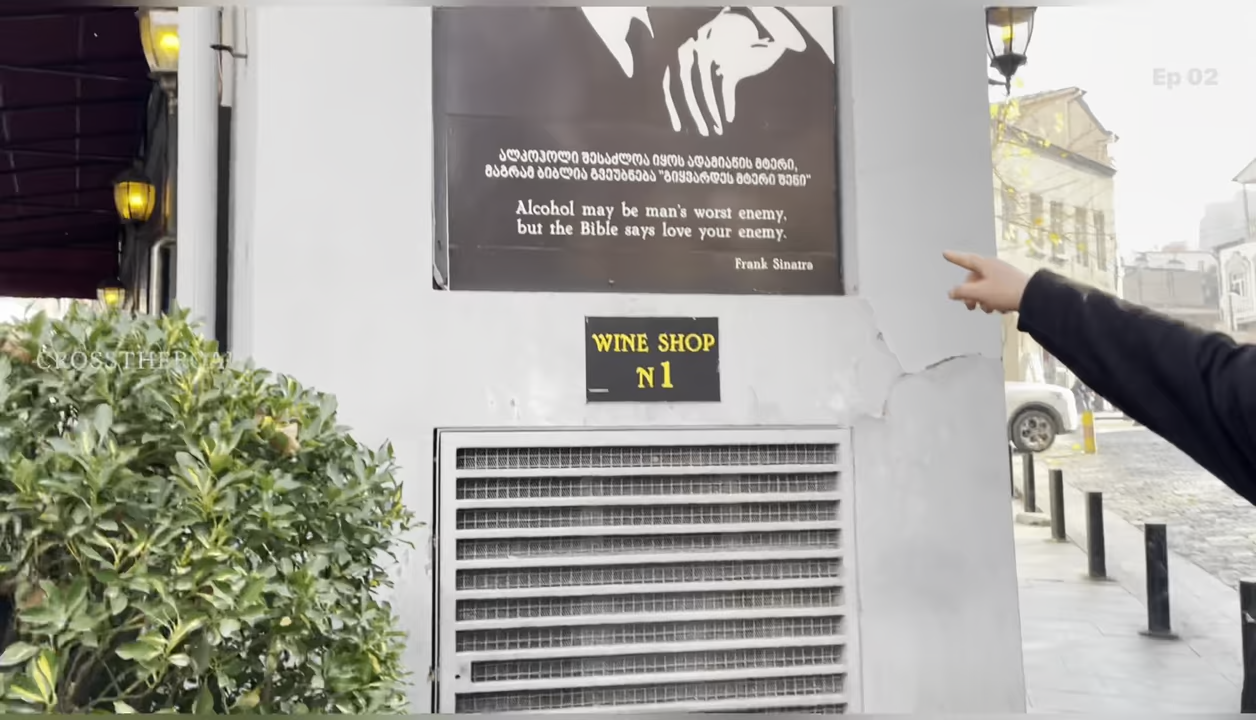 Ep 02
ალკოჰოლი შესაძლოა იყოს ადამიანის მტერი,
მაგრამ ბიბლია გვეუბნება "გიყვარდეს მტერი შენი"
Alcohol may be man's worst enemy,
but the Bible says love your enemy.
Frank Sinatra
WINE SHOP
N1